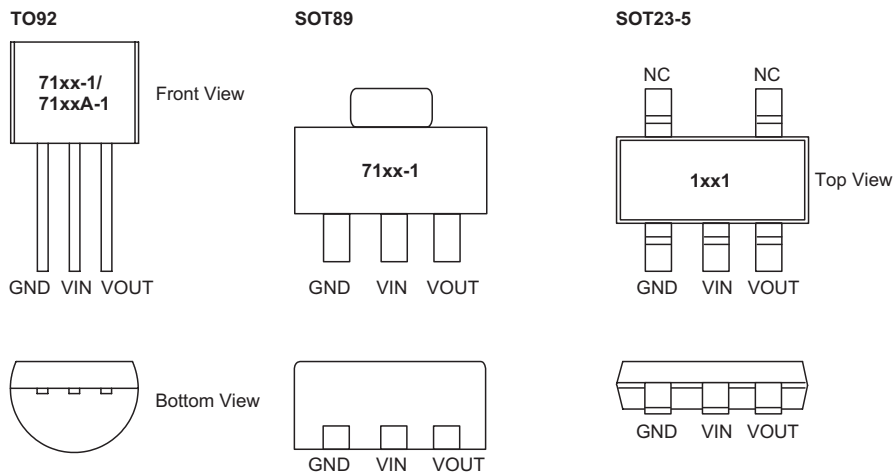 TO92
SOT89
SOT23-5
71xx-1/
71xxA-1
Front View
GND VIN VOUT
71xx-1
GND VIN VOUT
NC NC
1xx1
Top View
GND VIN VOUT
Bottom View
GND VIN VOUT
GND VIN VOUT